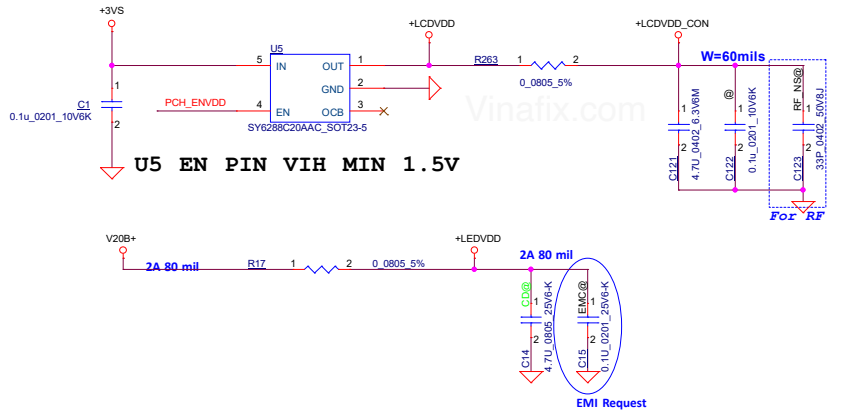 +3VS
+LCDVDD
+LCDVDD_CON
U5
5 IN OUT 1
GND 2
4 EN OCB 3
SY6288C20AAC_SOT23-5
PCH_ENVDD
C1
0.1u_0201_10V6K
1
2
R263 1 2
0_0805_5%
W=60mils
Vinafix.com
1
2
C121
4.7U_0402_6.3V6M
@
1
2
C122
0.1u_0201_10V6K
RF_NS@
1
2
C123
33P_0402_50V8J
For RF
U5 EN PIN VIH MIN 1.5V
V20B+
2A 80 mil
R17 1 2 0_0805_5%
+LEDVDD
2A 80 mil
CD@
1
2
C14
4.7U_0805_25V6-K
EMC@
1
2
C15
0.1U_0201_25V6-K
EMI Request